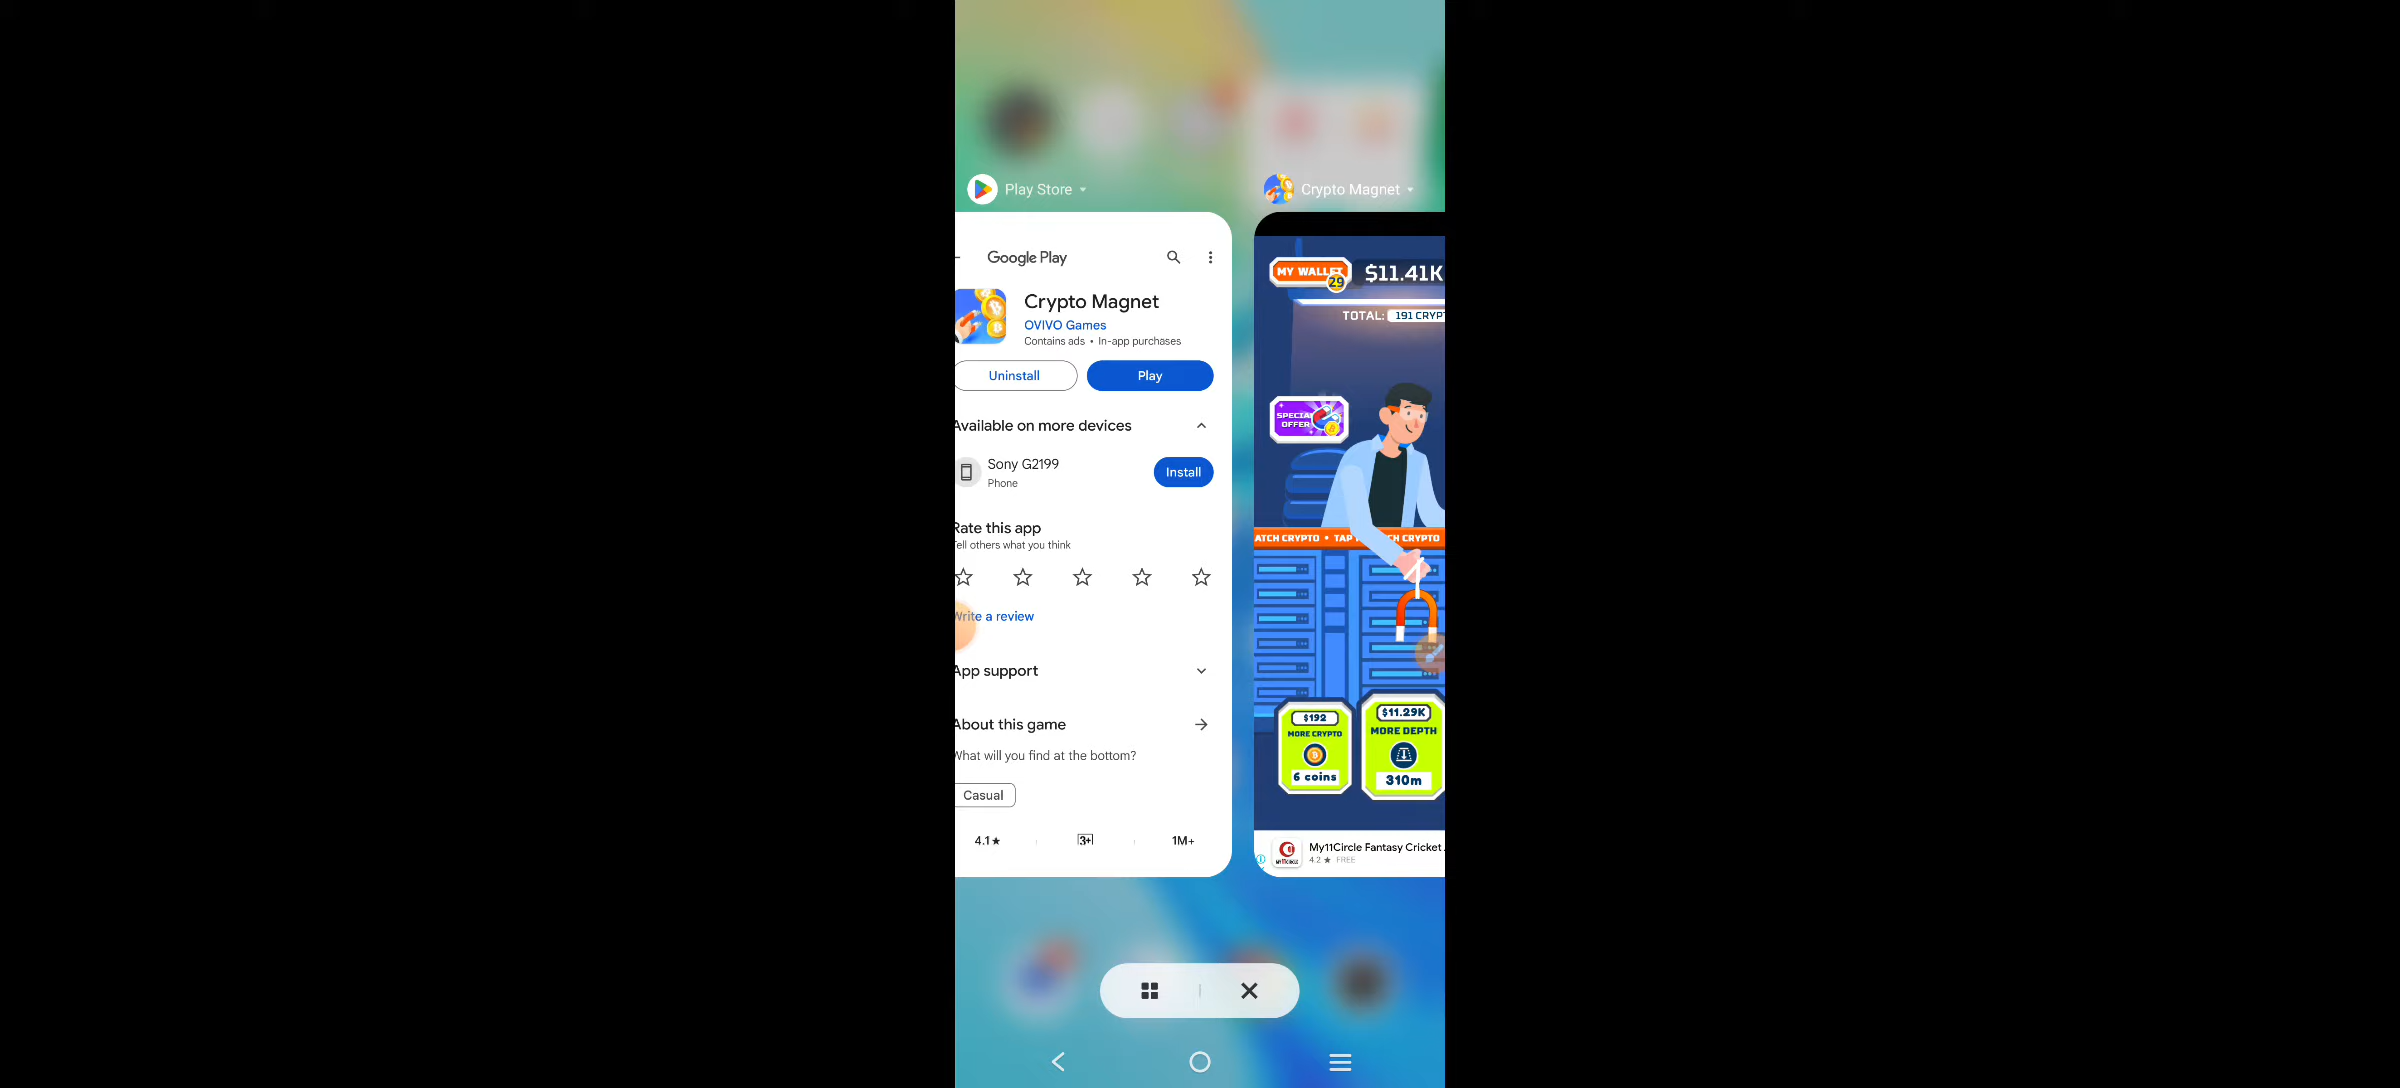 Play Store
Crypto Magnet
Google Play
Crypto Magnet
OVIVO Games
Contains ads • In-app purchases
Uninstall
Play
Available on more devices
Sony G2199
Phone
Install
Rate this app
Tell others what you think
Write a review
App support
About this game
What will you find at the bottom?
Casual
4.1★
3+
1M+
MY WALLET
29
$11.41K
TOTAL: 191 CRYPT
SPECIAL
OFFER
ATCH CRYPTO • TAP CH CRYPTO
$192
MORE CRYPTO
6 coins
$11.29K
MORE DEPTH
310m
My11Circle Fantasy Cricket
4.2 ★ FREE
MY11CIRCLE